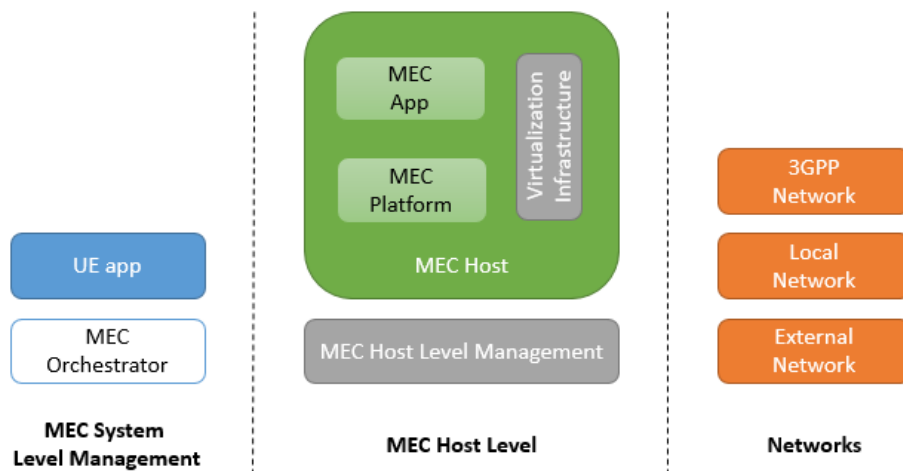 UE app
MEC
Orchestrator
MEC System
Level Management
MEC
App
MEC
Platform
Virtualization
Infrastructure
MEC Host
MEC Host Level Management
MEC Host Level
3GPP
Network
Local
Network
External
Network
Networks